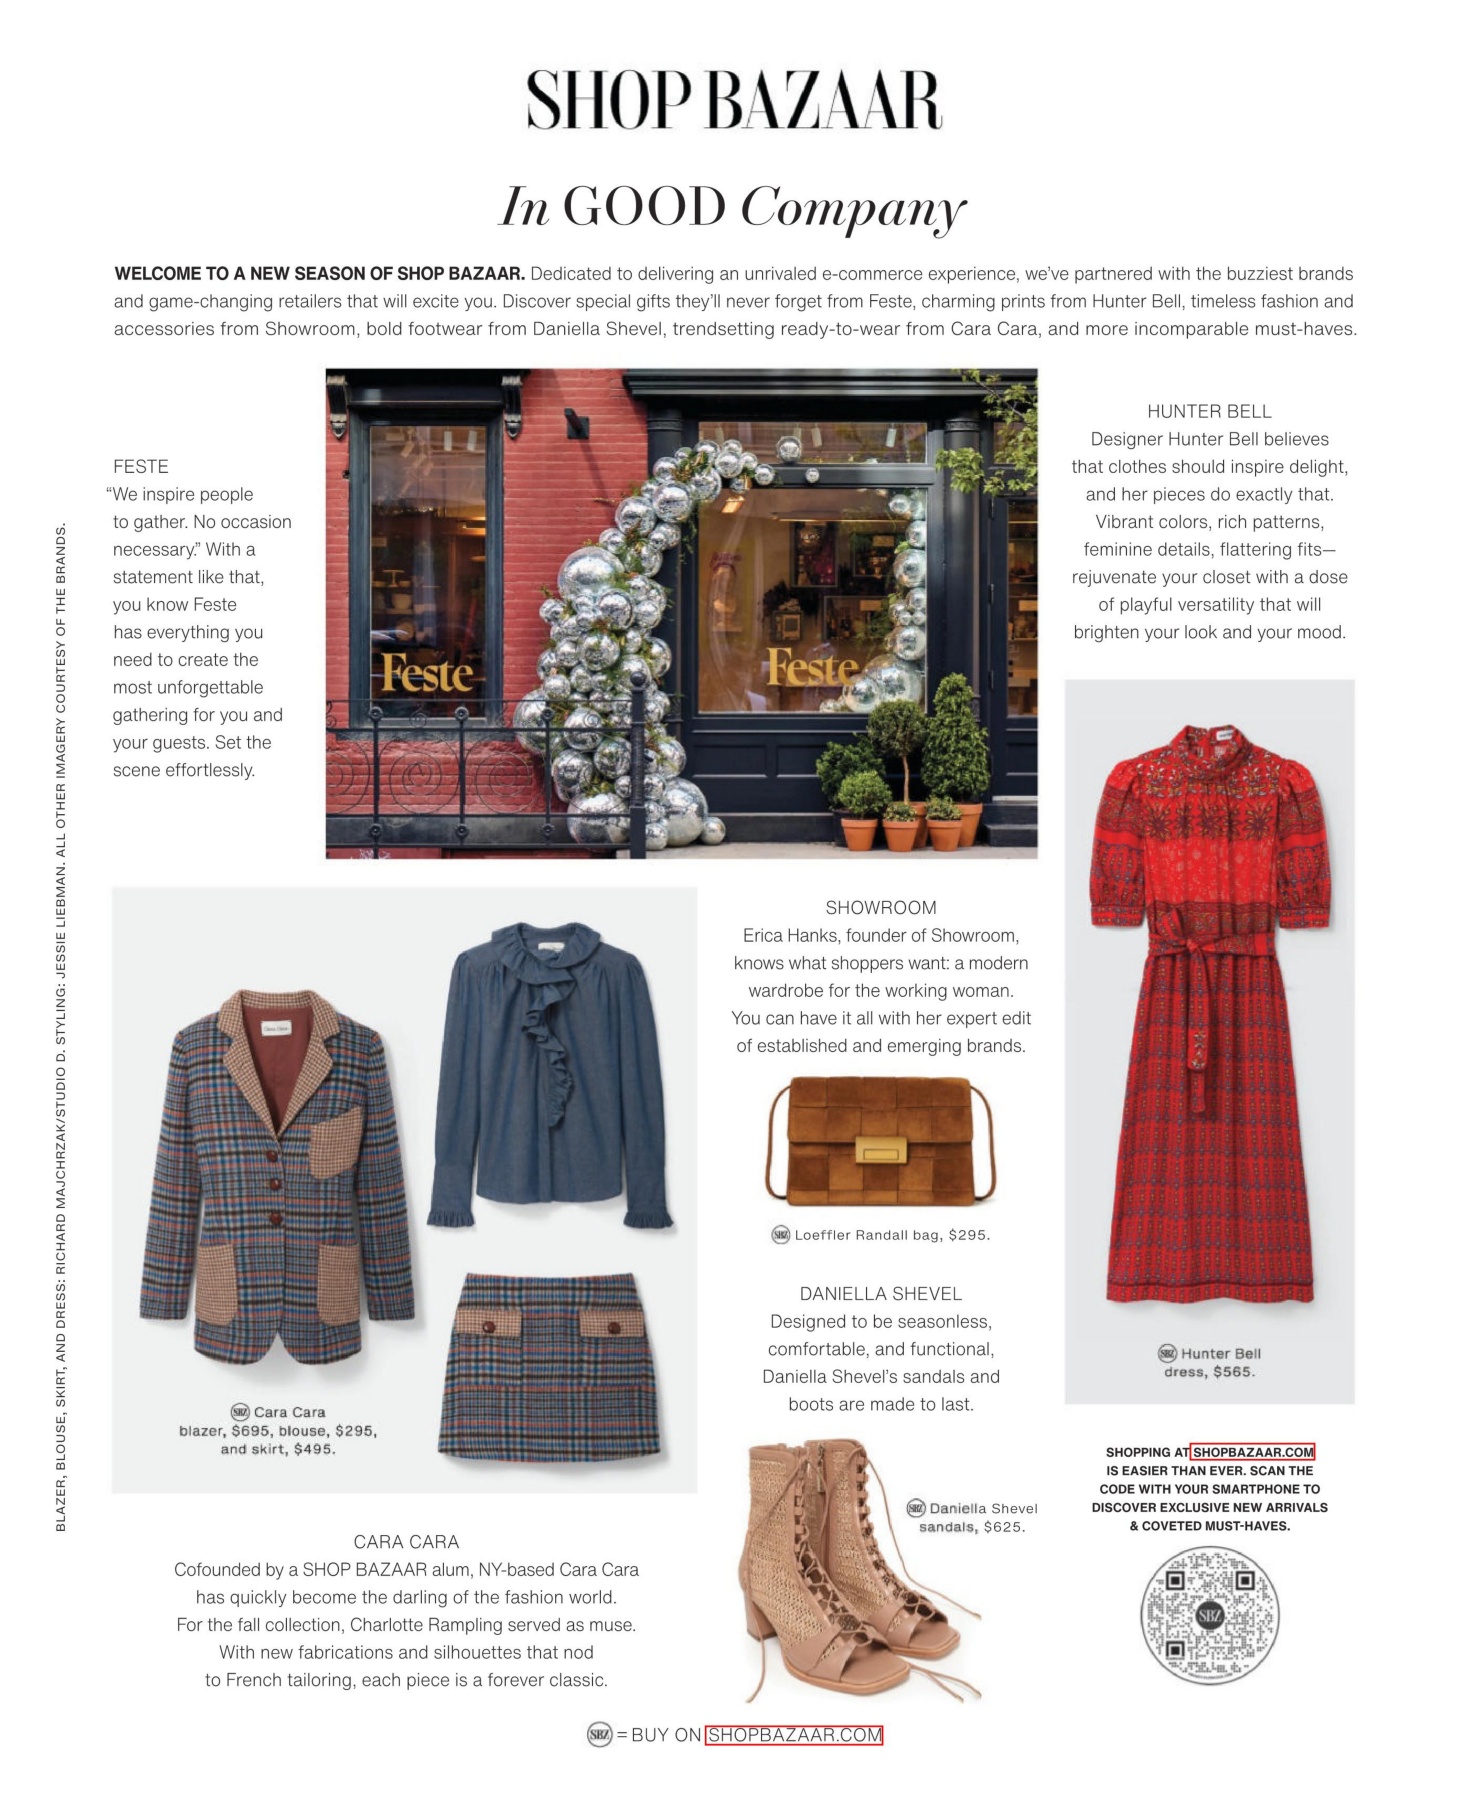 SHOP BAZAAR
In GOOD Company
WELCOME TO A NEW SEASON OF SHOP BAZAAR. Dedicated to delivering an unrivaled e-commerce experience, we’ve partnered with the buzziest brands
and game-changing retailers that will excite you. Discover special gifts they’ll never forget from Feste, charming prints from Hunter Bell, timeless fashion and
accessories from Showroom, bold footwear from Daniella Shevel, trendsetting ready-to-wear from Cara Cara, and more incomparable must-haves.
FESTE
“We inspire people
to gather. No occasion
necessary.” With a
statement like that,
you know Feste
has everything you
need to create the
most unforgettable
gathering for you and
your guests. Set the
scene effortlessly.
Feste
Feste
HUNTER BELL
Designer Hunter Bell believes
that clothes should inspire delight,
and her pieces do exactly that.
Vibrant colors, rich patterns,
feminine details, flattering fits—
rejuvenate your closet with a dose
of playful versatility that will
brighten your look and your mood.
SBZ Hunter Bell
dress, $565.
SHOWROOM
Erica Hanks, founder of Showroom,
knows what shoppers want: a modern
wardrobe for the working woman.
You can have it all with her expert edit
of established and emerging brands.
SBZ Loeffler Randall bag, $295.
DANIELLA SHEVEL
Designed to be seasonless,
comfortable, and functional,
Daniella Shevel’s sandals and
boots are made to last.
SBZ Daniella Shevel
sandals, $625.
SBZ Cara Cara
blazer, $695, blouse, $295,
and skirt, $495.
CARA CARA
Cofounded by a SHOP BAZAAR alum, NY-based Cara Cara
has quickly become the darling of the fashion world.
For the fall collection, Charlotte Rampling served as muse.
With new fabrications and silhouettes that nod
to French tailoring, each piece is a forever classic.
SHOPPING AT SHOPBAZAAR.COM
IS EASIER THAN EVER. SCAN THE
CODE WITH YOUR SMARTPHONE TO
DISCOVER EXCLUSIVE NEW ARRIVALS
& COVETED MUST-HAVES.
SBZ
SBZ = BUY ON SHOPBAZAAR.COM
BLAZER, BLOUSE, SKIRT, AND DRESS: RICHARD MAJCHRZAK/STUDIO D. STYLING: JESSIE LIEBMAN. ALL OTHER IMAGERY COURTESY OF THE BRANDS.